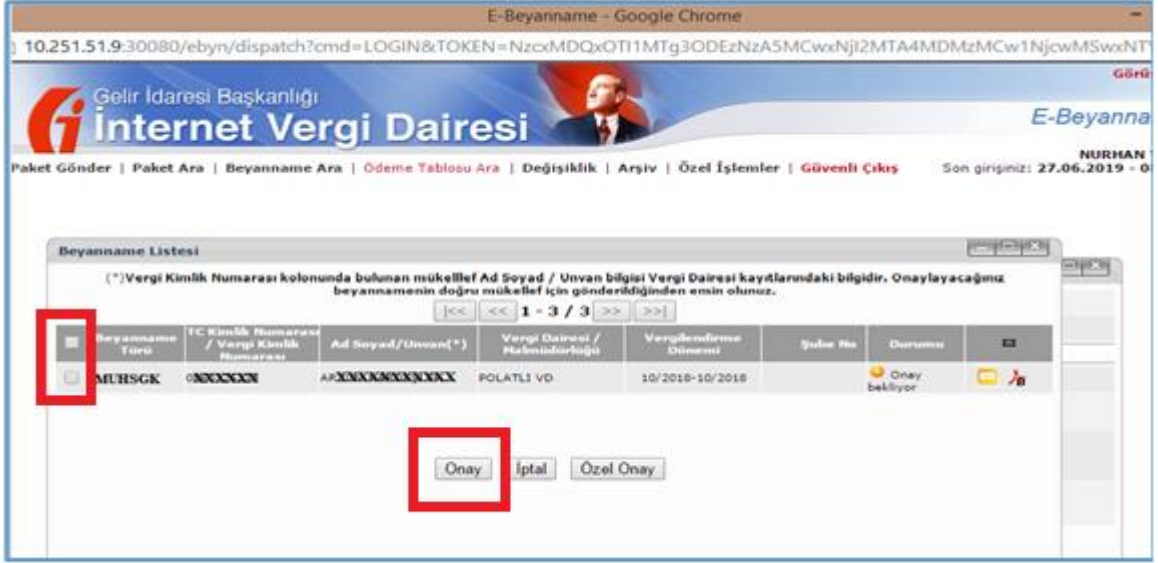 E-Beyanname - Google Chrome
10.251.51.9:30080/ebyn/dispatch?cmd=LOGIN&TOKEN=
Gelir İdaresi Başkanlığı
İnternet Vergi Dairesi
E-Beyanna
NURHAN
Paket Gönder | Paket Ara | Beyanname Ara | Ödeme Tablosu Ara | Değişiklik | Arşiv | Özel İşlemler | Güvenli Çıkış
Son girişiniz: 27.06.2019 - 0
Beyanname Listesi
(*)Vergi Kimlik Numarası kolonunda bulunan mükelllef Ad Soyad / Unvan bilgisi Vergi Dairesi kayıtlarındaki bilgidir. Onaylayacağınız
beyannamenin doğru mükellef için gönderildiğinden emin olunuz.
|<< << 1 - 3 / 3 >> >>|
Beyanname Türü TC Kimlik Numarası / Vergi Kimlik Numarası Ad Soyad/Unvan(*) Vergi Dairesi / Malmüdürlüğü Vergilendirme Dönemi Şube No Durumu
MUHSGK 0XXXXXX APXXXXXXXXXXX POLATLI VD 10/2018-10/2018 Onay bekliyor
Onay İptal Özel Onay